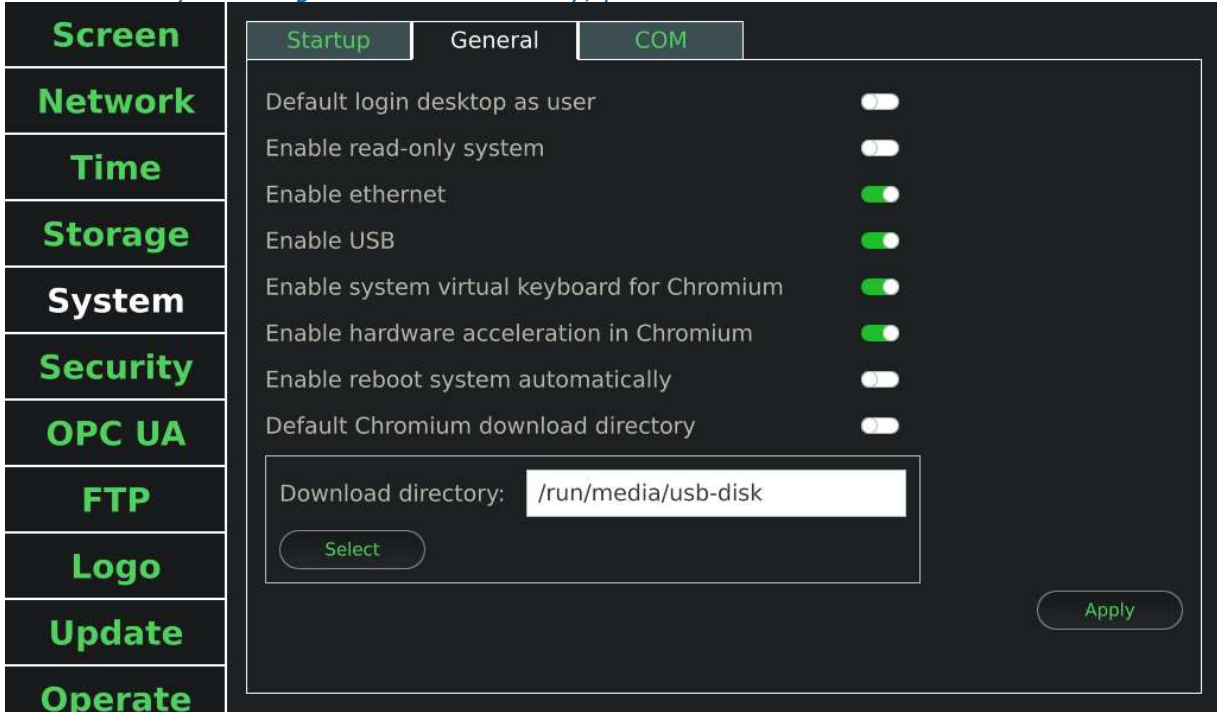 Screen
Network
Time
Storage
System
Security
OPC UA
FTP
Logo
Update
Operate
Startup General COM
Default login desktop as user
Enable read-only system
Enable ethernet
Enable USB
Enable system virtual keyboard for Chromium
Enable hardware acceleration in Chromium
Enable reboot system automatically
Default Chromium download directory
Download directory: /run/media/usb-disk
Select
Apply